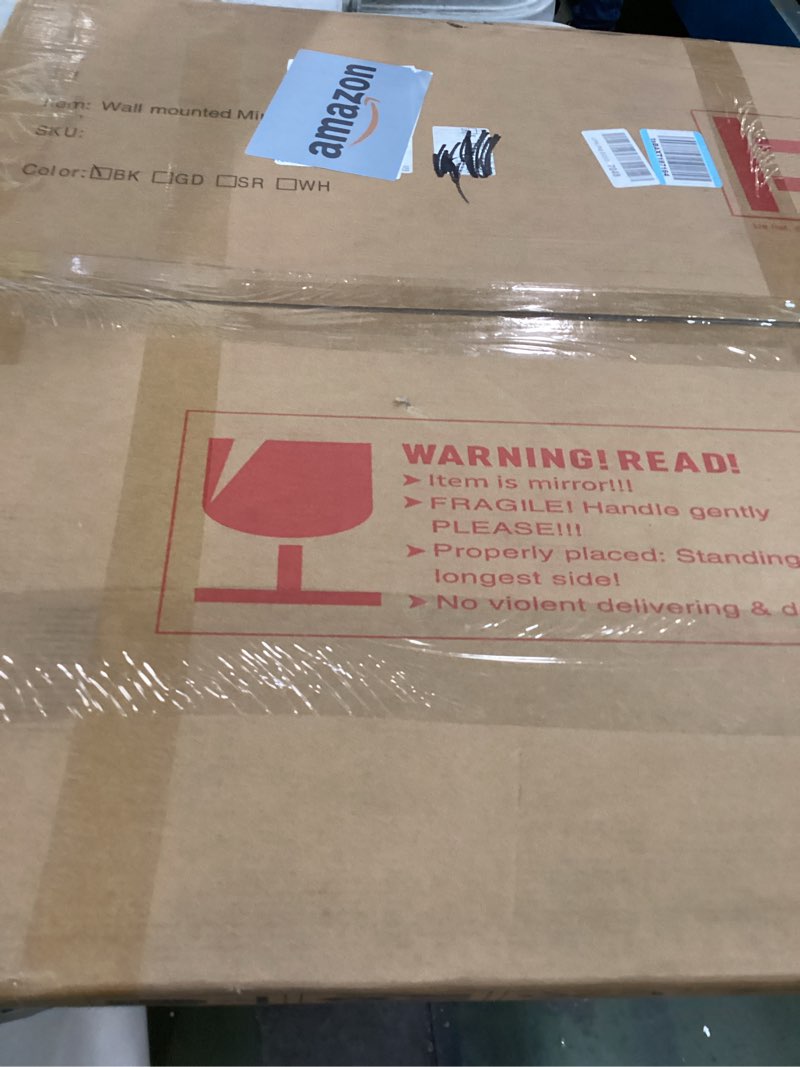 Item: Wall mounted Mir
SKU:
Color: BK GD SR WH
amazon
WARNING! READ!
➤ Item is mirror!!!
➤ FRAGILE! Handle gently
PLEASE!!!
➤ Properly placed: Standing
longest side!
➤ No violent delivering & d